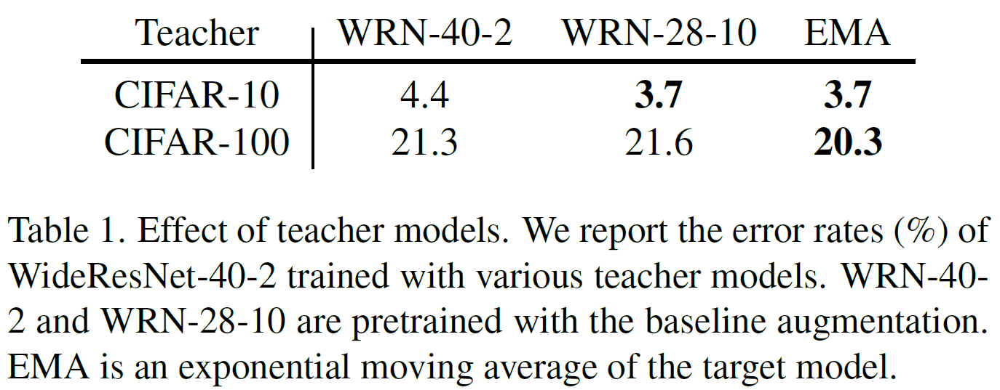 Teacher WRN-40-2 WRN-28-10 EMA
CIFAR-10 4.4 3.7 3.7
CIFAR-100 21.3 21.6 20.3
Table 1. Effect of teacher models. We report the error rates (%) of
WideResNet-40-2 trained with various teacher models. WRN-40-
2 and WRN-28-10 are pretrained with the baseline augmentation.
EMA is an exponential moving average of the target model.